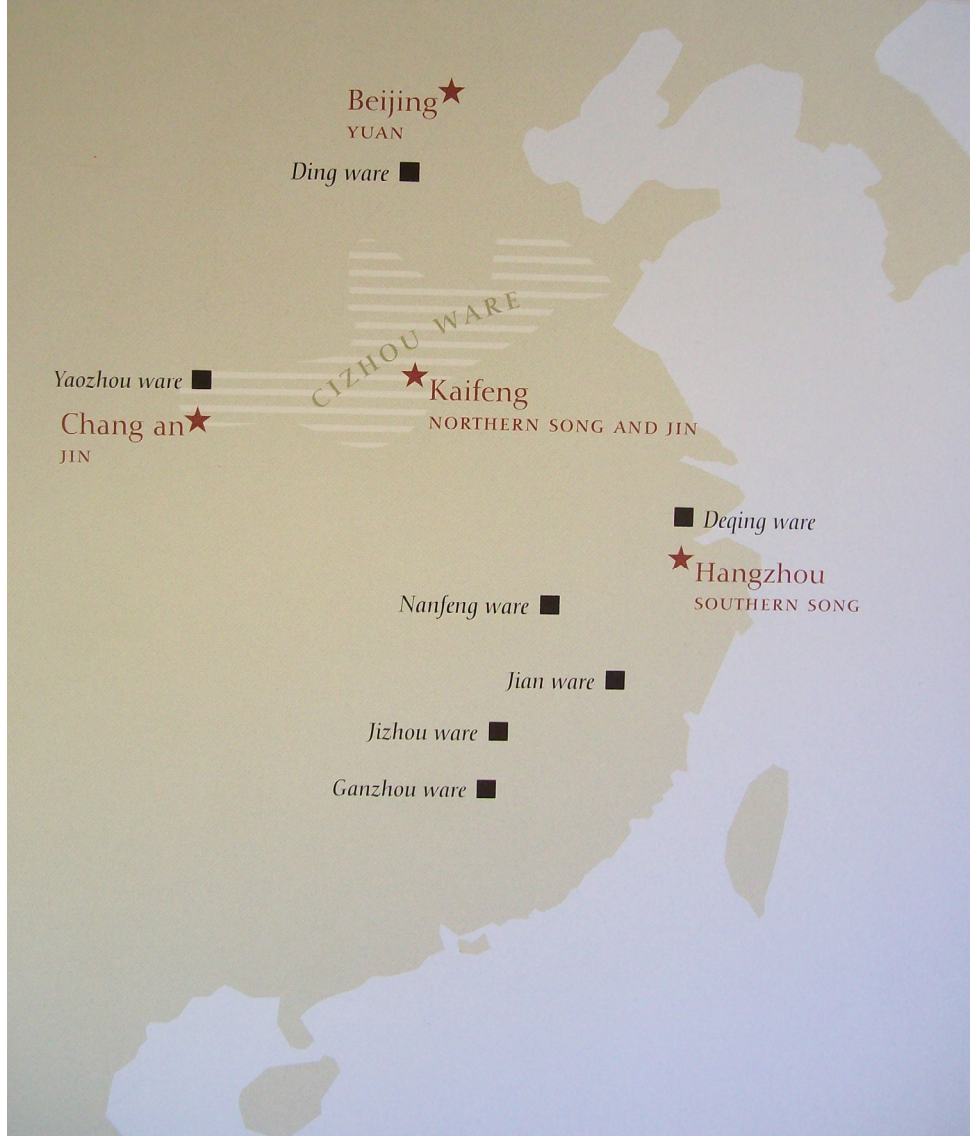 Beijing
YUAN
Ding ware
CIZHOU WARE
Yaozhou ware
Kaifeng
Chang an
NORTHERN SONG AND JIN
JIN
Deqing ware
Hangzhou
Nanfeng ware
SOUTHERN SONG
Jian ware
Jizhou ware
Ganzhou ware